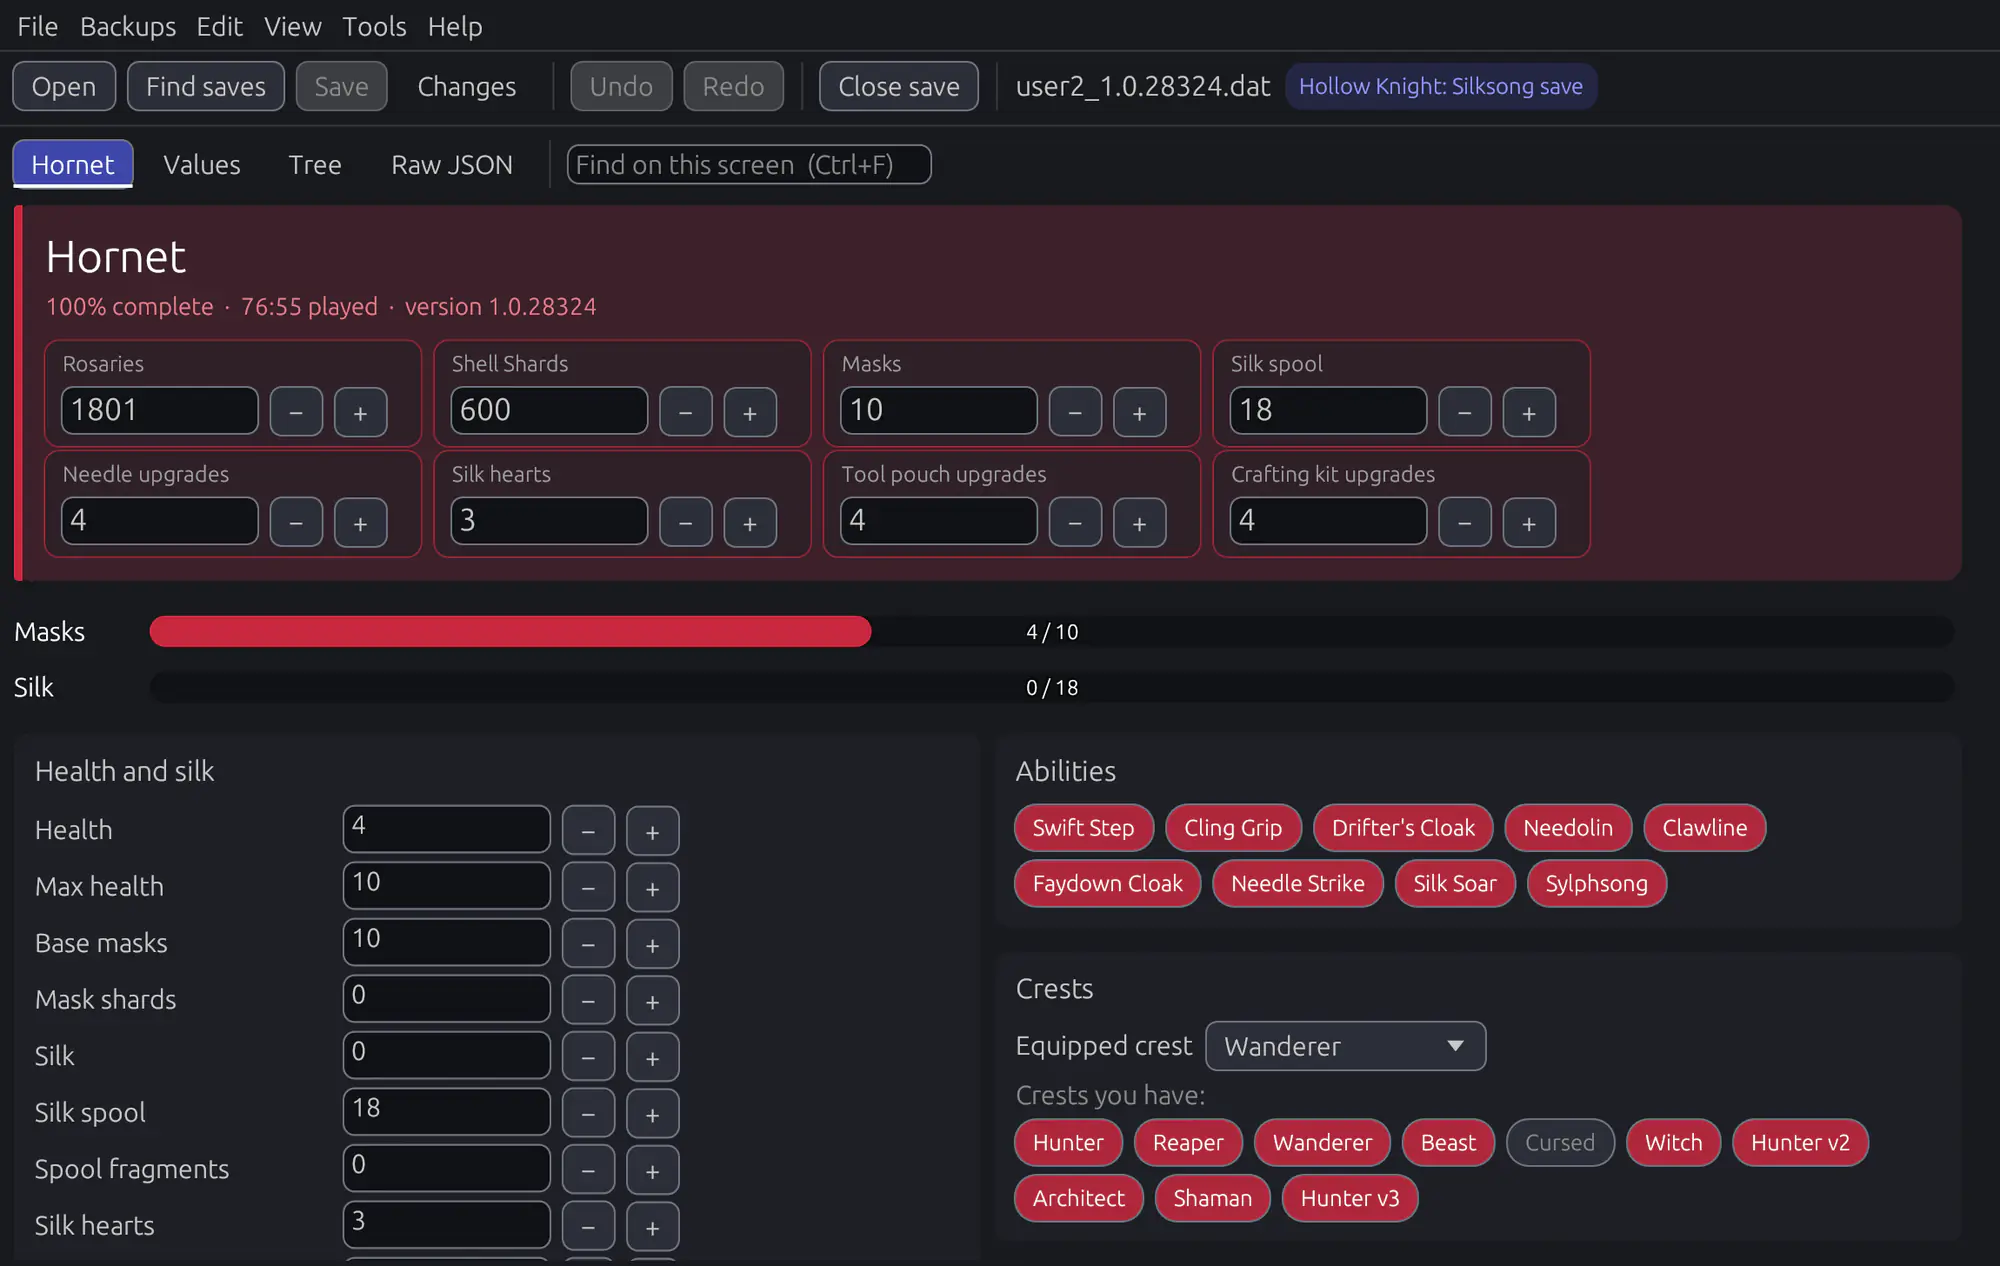 File Backups Edit View Tools Help
Open Find saves Save Changes Undo Redo Close save user2_1.0.28324.dat Hollow Knight: Silksong save
Hornet Values Tree Raw JSON Find on this screen (Ctrl+F)
Hornet
100% complete · 76:55 played · version 1.0.28324
Rosaries Shell Shards Masks Silk spool
1801 − + 600 − + 10 − + 18 − +
Needle upgrades Silk hearts Tool pouch upgrades Crafting kit upgrades
4 − + 3 − + 4 − + 4 − +
Masks 4 / 10
Silk 0 / 18
Health and silk
Health 4 − +
Max health 10 − +
Base masks 10 − +
Mask shards 0 − +
Silk 0 − +
Silk spool 18 − +
Spool fragments 0 − +
Silk hearts 3 − +
Abilities
Swift Step Cling Grip Drifter's Cloak Needolin Clawline
Faydown Cloak Needle Strike Silk Soar Sylphsong
Crests
Equipped crest Wanderer
Crests you have:
Hunter Reaper Wanderer Beast Cursed Witch Hunter v2
Architect Shaman Hunter v3